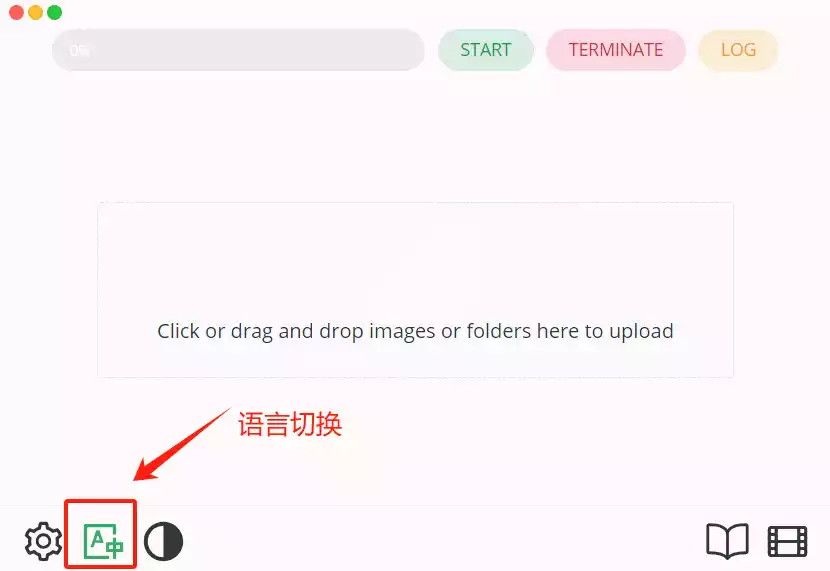 0%
START
TERMINATE
LOG
Click or drag and drop images or folders here to upload
语言切换
A中